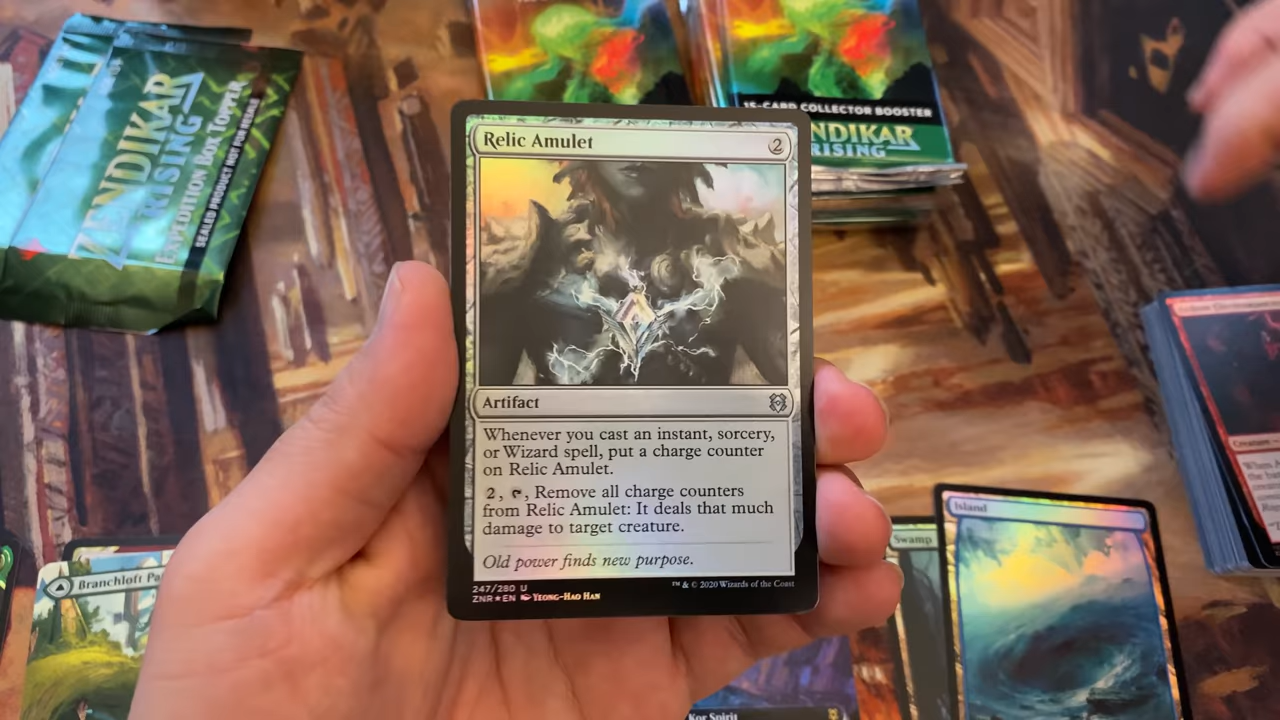 ZENDIKAR
RISING
EXPEDITION BOX TOPPER
SEALED PRODUCT NOT FOR RESALE
15-CARD COLLECTOR BOOSTER
NDIKAR
RISING
Relic Amulet
2
Artifact
Whenever you cast an instant, sorcery,
or Wizard spell, put a charge counter
on Relic Amulet.
2, , Remove all charge counters
from Relic Amulet: It deals that much
damage to target creature.
Old power finds new purpose.
247/280 U
ZNR★EN Yeong-Hao Han
™ & © 2020 Wizards of the Coast
Branchloft Pa
Swamp
Island
Creature
Kor Spirit